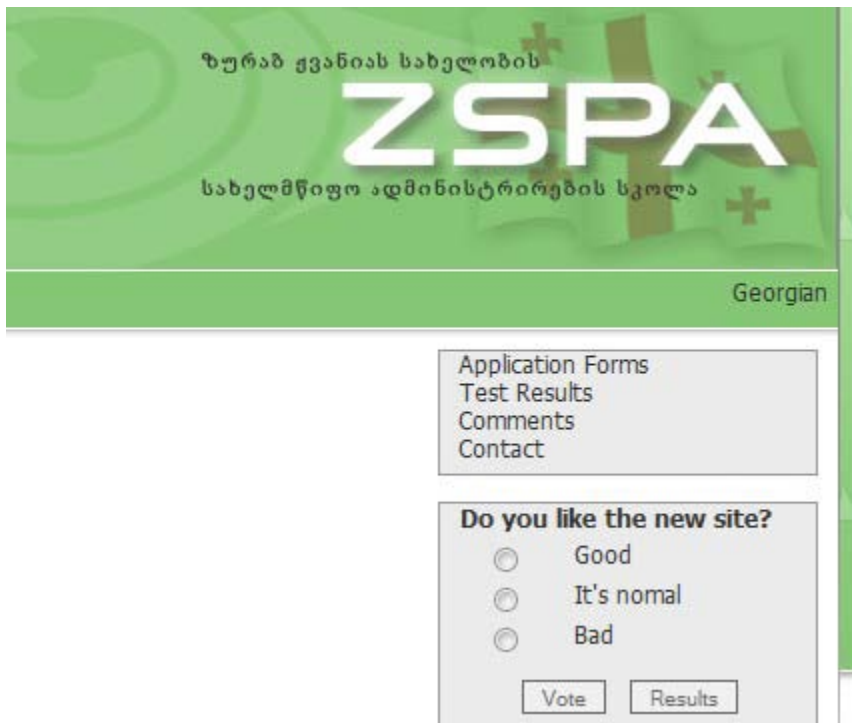 ზურაბ ჟვანიას სახელობის
ZSPA
სახელმწიფო ადმინისტრირების სკოლა
Georgian
Application Forms
Test Results
Comments
Contact
Do you like the new site?
Good
It's nomal
Bad
Vote Results